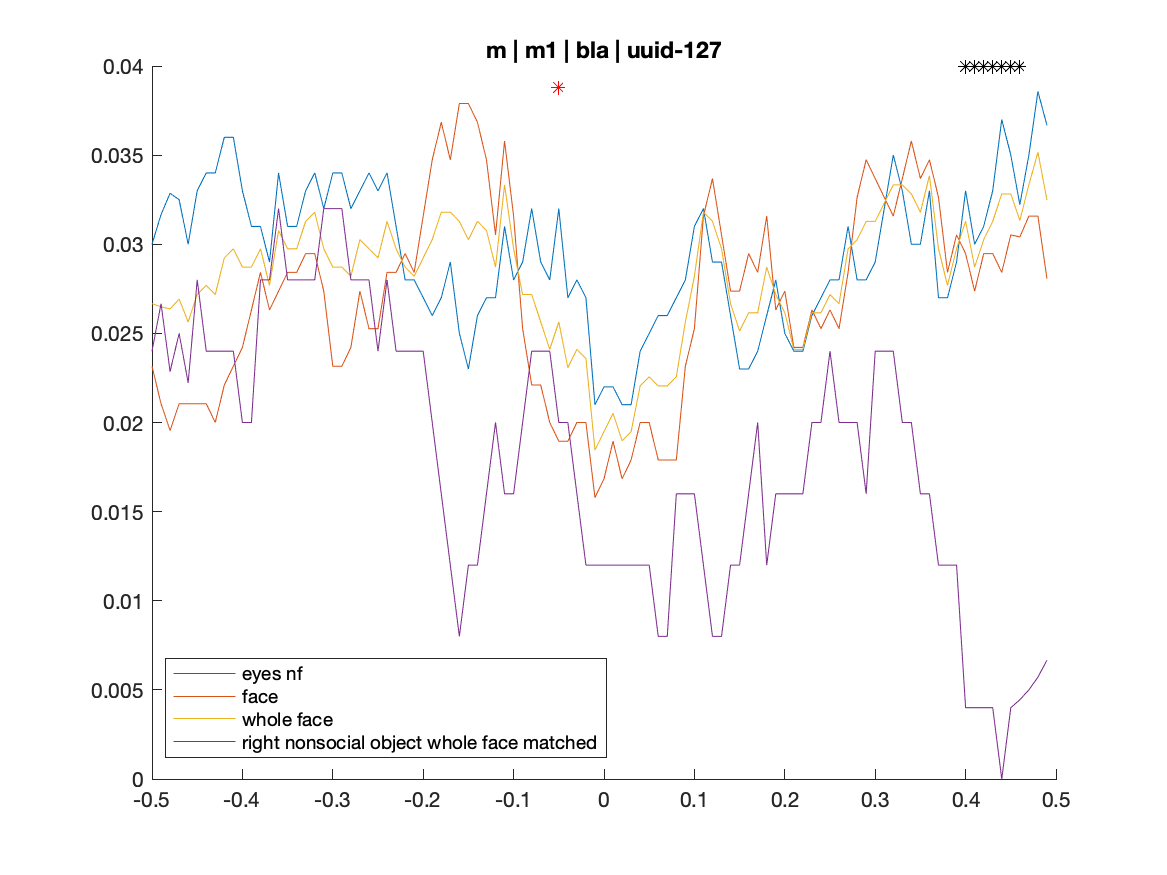 m | m1 | bla | uuid-127
0.04
0.035
0.03
0.025
0.02
0.015
0.01
0.005
0
eyes nf
face
whole face
right nonsocial object whole face matched
-0.5 -0.4 -0.3 -0.2 -0.1 0 0.1 0.2 0.3 0.4 0.5